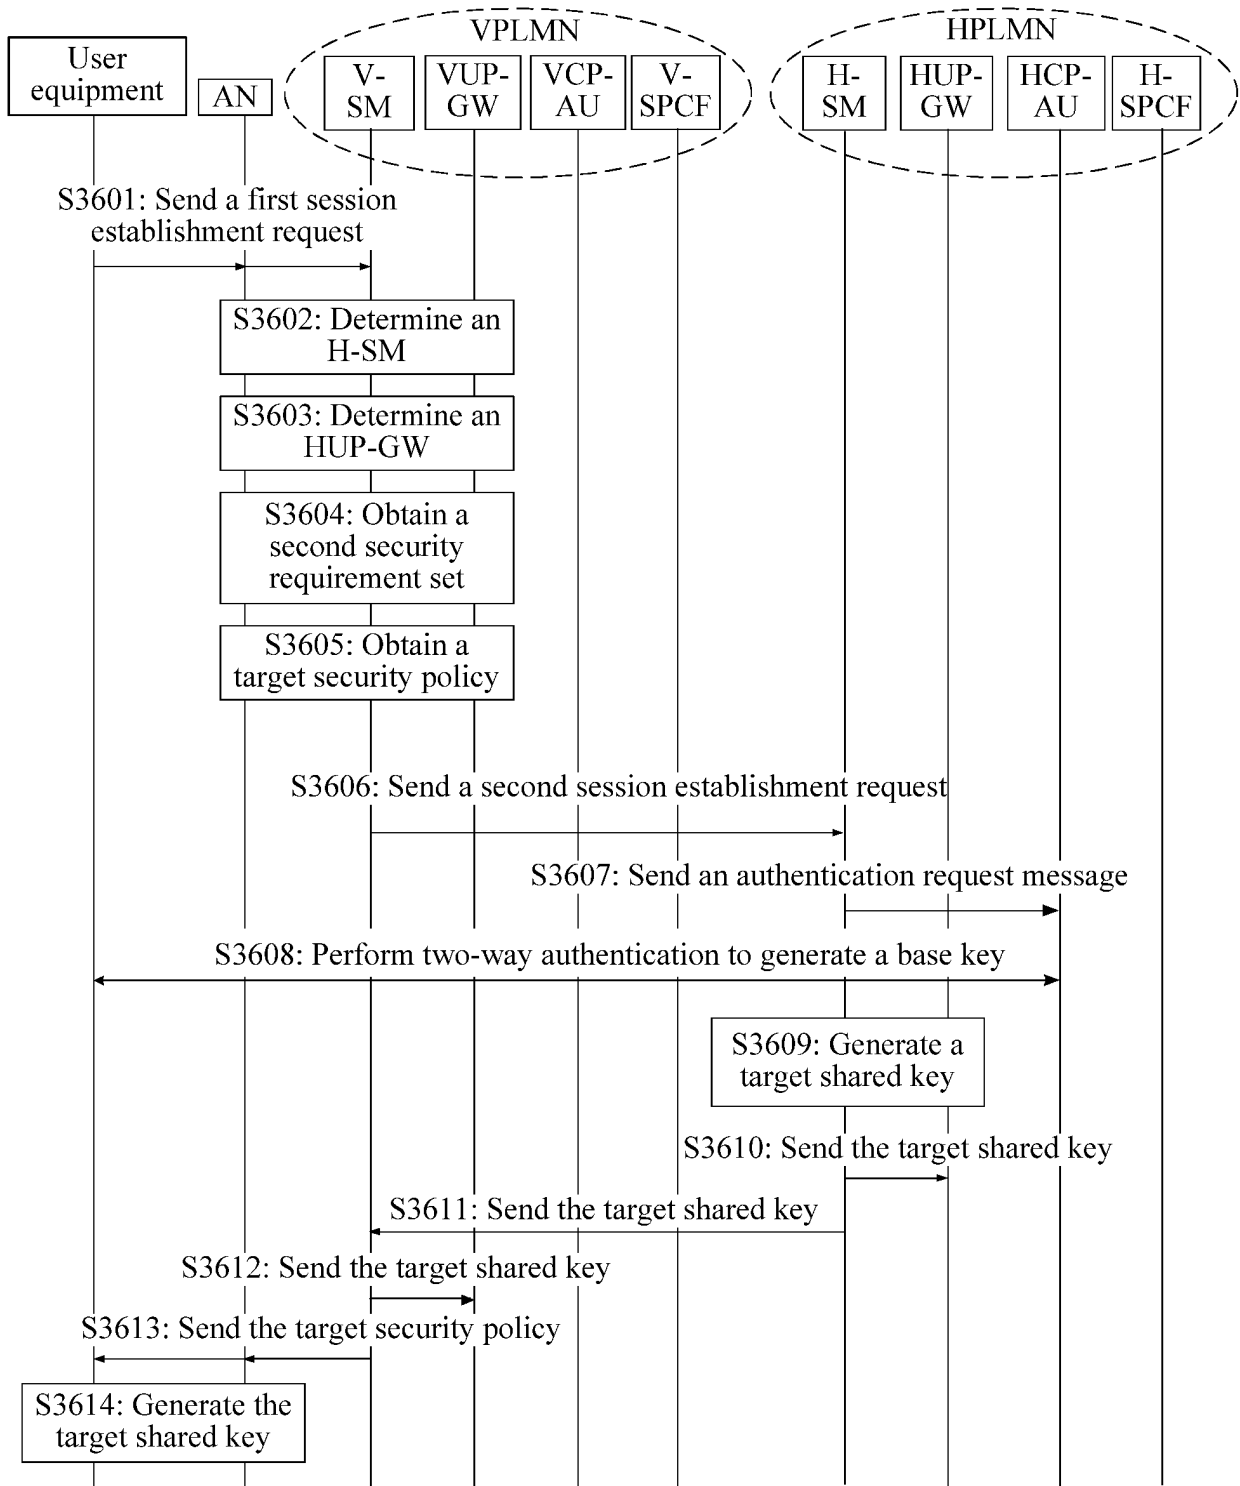 VPLMN
HPLMN
User
equipment
AN
V-
SM
VUP-
GW
VCP-
AU
V-
SPCF
H-
SM
HUP-
GW
HCP-
AU
H-
SPCF
S3601: Send a first session
establishment request
S3602: Determine an
H-SM
S3603: Determine an
HUP-GW
S3604: Obtain a
second security
requirement set
S3605: Obtain a
target security policy
S3606: Send a second session establishment request
S3607: Send an authentication request message
S3608: Perform two-way authentication to generate a base key
S3609: Generate a
target shared key
S3610: Send the target shared key
S3611: Send the target shared key
S3612: Send the target shared key
S3613: Send the target security policy
S3614: Generate the
target shared key